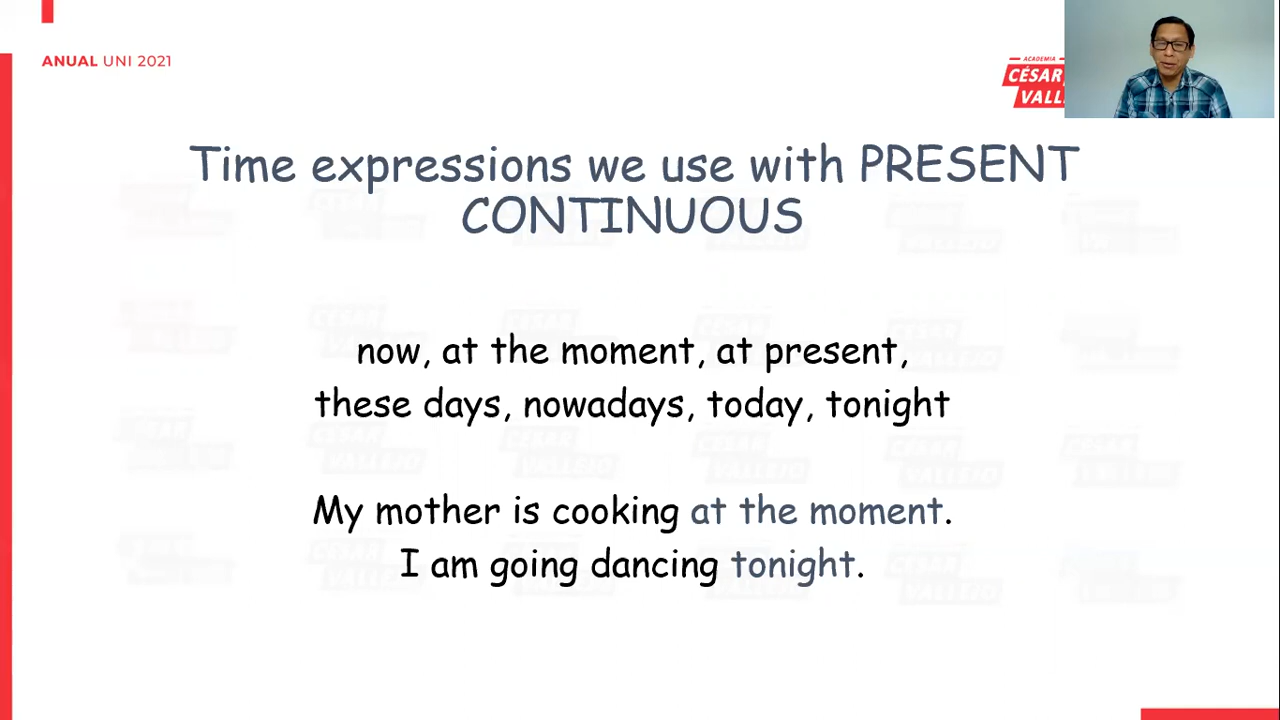 ANUAL UNI 2021
ACADEMIA
CÉSAR
Time expressions we use with PRESENT
CONTINUOUS
now, at the moment, at present,
these days, nowadays, today, tonight
My mother is cooking at the moment.
I am going dancing tonight.